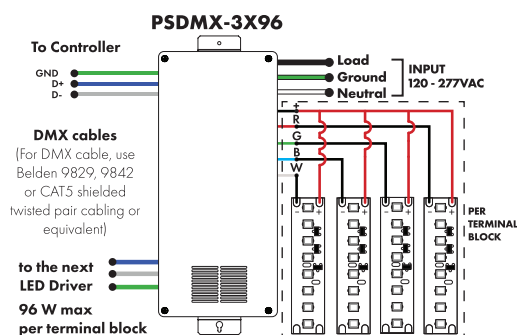 PSDMX-3X96
To Controller
GND
D+
D-
Load
Ground
Neutral
INPUT
120 - 277VAC
DMX cables
(For DMX cable, use
Belden 9829, 9842
or CAT5 shielded
twisted pair cabling or
equivalent)
+
R
G
B
W
- +
- +
- +
- +
PER
TERMINAL
BLOCK
to the next
LED Driver
96 W max
per terminal block